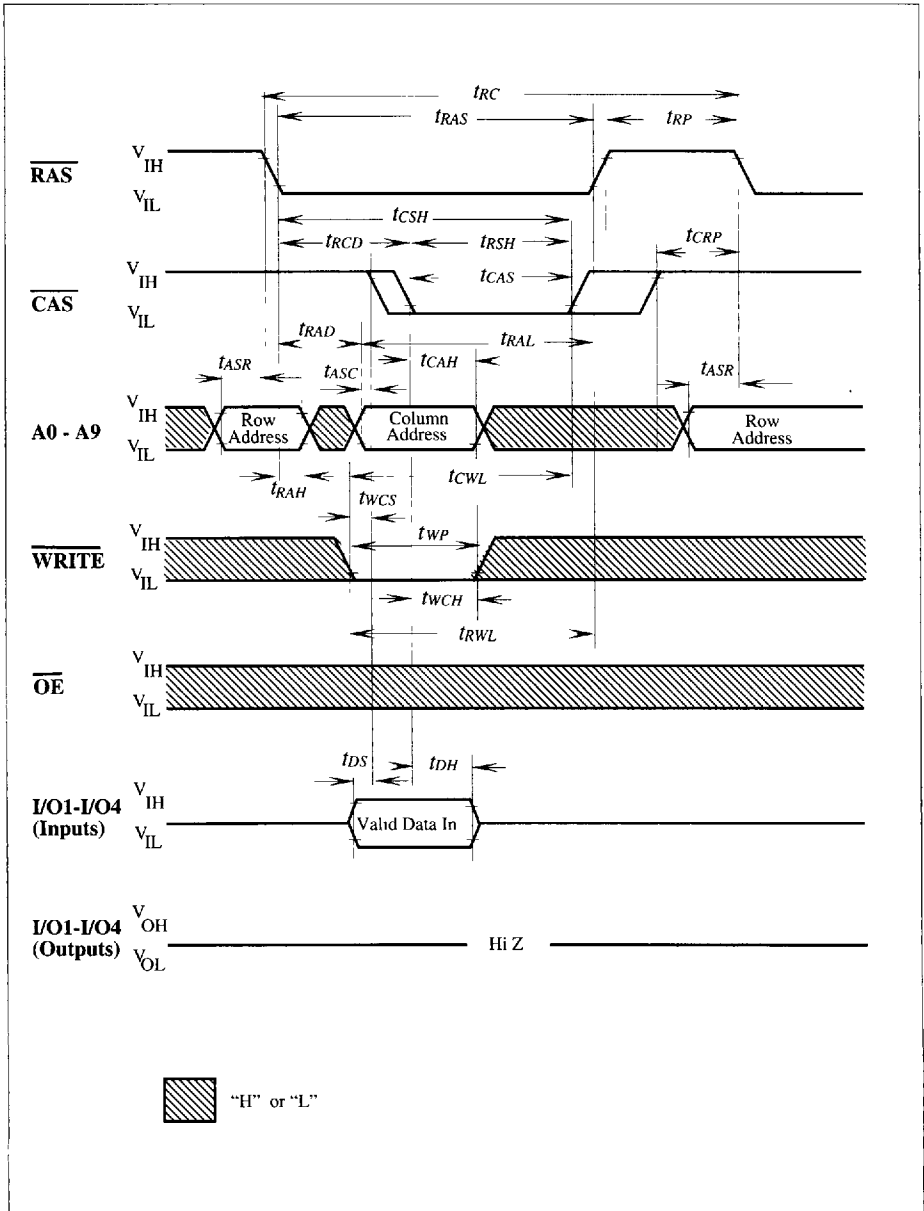 tRC
tRAS tRP
RAS VIH
VIL
tCSH
tRCD tRSH tCRP
CAS VIH tCAS
VIL
tRAD tRAL
tASR tASC tCAH tASR
A0 - A9 VIH Row Address Column Address Row Address
VIL
tRAH tWCS tCWL
WRITE VIH tWP
VIL
tWCH
tRWL
OE VIH
VIL
tDS tDH
I/O1-I/O4 (Inputs) VIH
VIL Valid Data In
I/O1-I/O4 (Outputs) VOH
VOL Hi Z
"H" or "L"